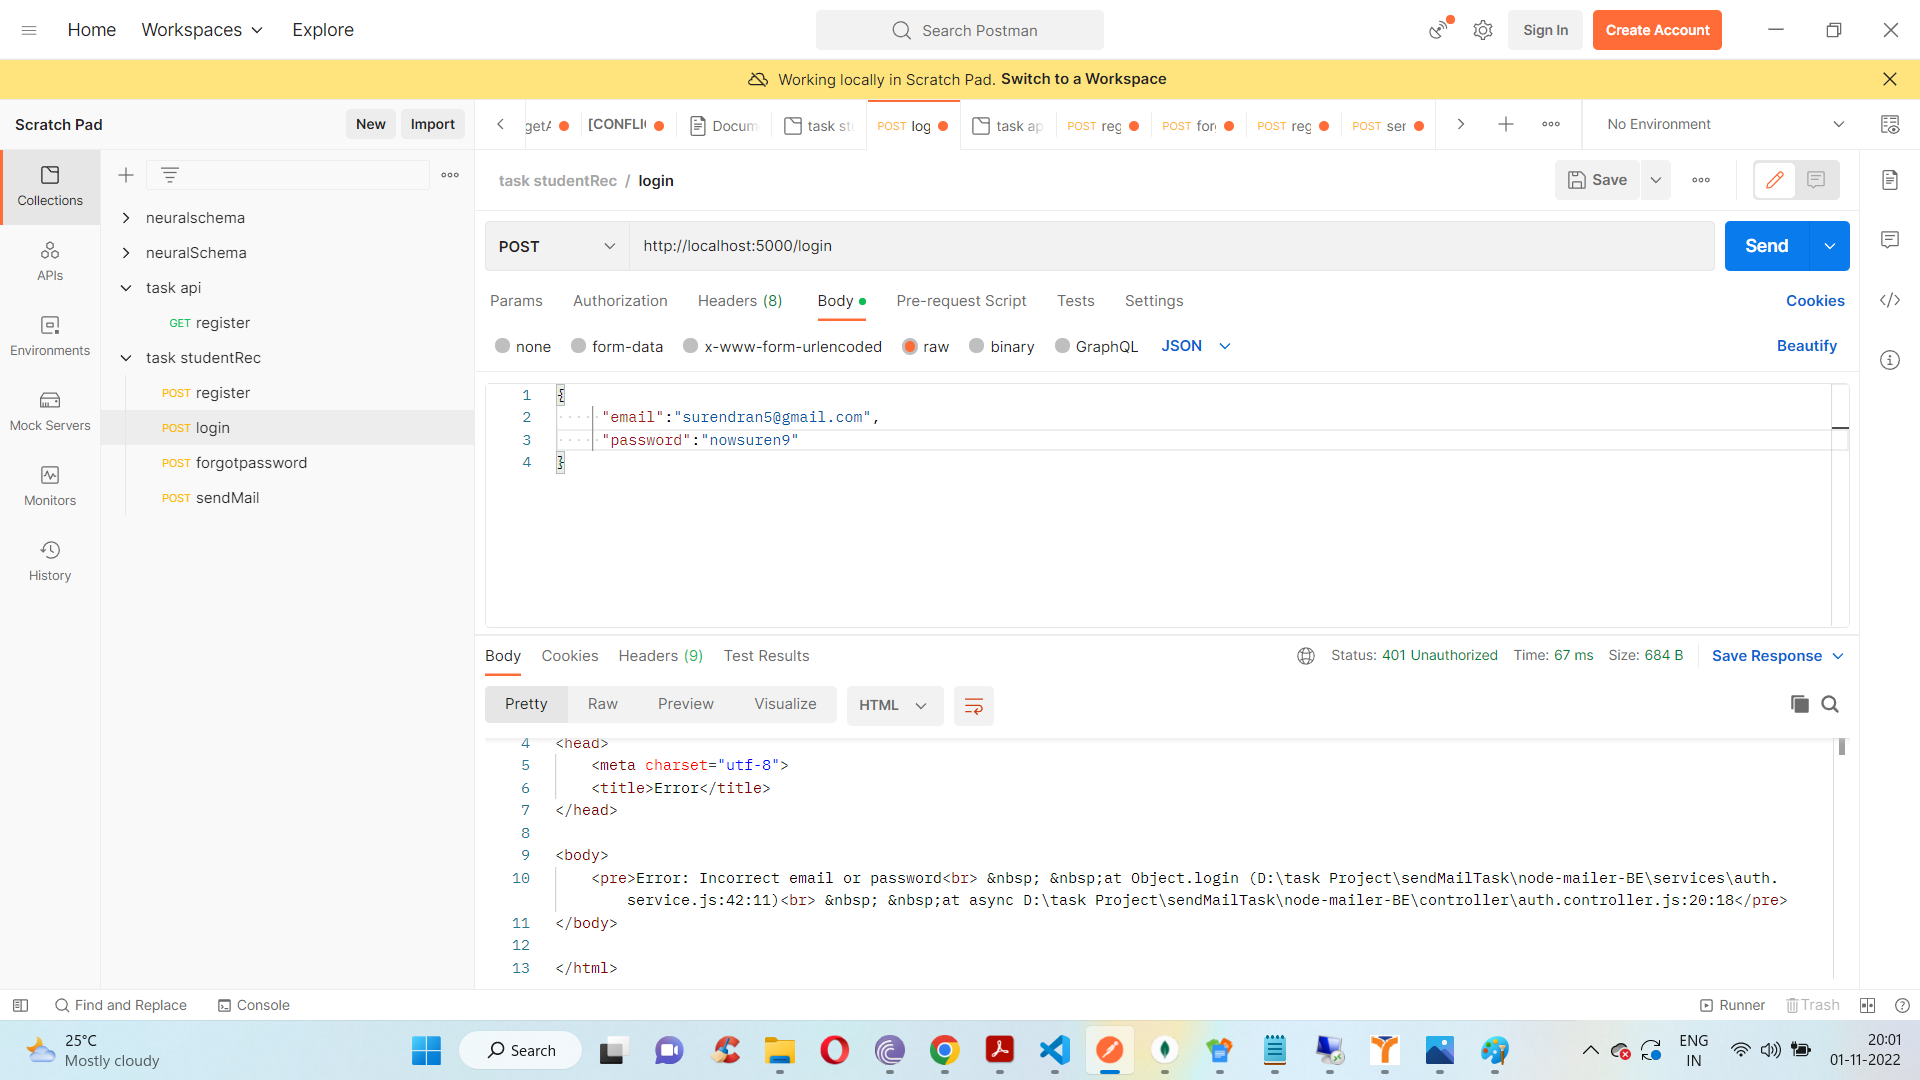 Home Workspaces Explore Search Postman Sign In Create Account
Working locally in Scratch Pad. Switch to a Workspace
Scratch Pad New Import
getA [CONFLI Docum task stu POST log task ap POST reg POST for POST reg POST ser No Environment
Collections
APIs
Environments
Mock Servers
Monitors
History
neuralschema
neuralSchema
task api
GET register
task studentRec
POST register
POST login
POST forgotpassword
POST sendMail
task studentRec / login Save
POST http://localhost:5000/login Send
Params Authorization Headers (8) Body Pre-request Script Tests Settings Cookies
none form-data x-www-form-urlencoded raw binary GraphQL JSON Beautify
1 {
2 "email":"surendran5@gmail.com",
3 "password":"nowsuren9"
4 }
Body Cookies Headers (9) Test Results Status: 401 Unauthorized Time: 67 ms Size: 684 B Save Response
Pretty Raw Preview Visualize HTML
4 <head>
5 <meta charset="utf-8">
6 <title>Error</title>
7 </head>
8
9 <body>
10 <pre>Error: Incorrect email or password<br> &nbsp; &nbsp;at Object.login (D:\task Project\sendMailTask\node-mailer-BE\services\auth.
service.js:42:11)<br> &nbsp; &nbsp;at async D:\task Project\sendMailTask\node-mailer-BE\controller\auth.controller.js:20:18</pre>
11 </body>
12
13 </html>
Find and Replace Console Runner Trash
25°C
Mostly cloudy
Search
ENG
IN
20:01
01-11-2022